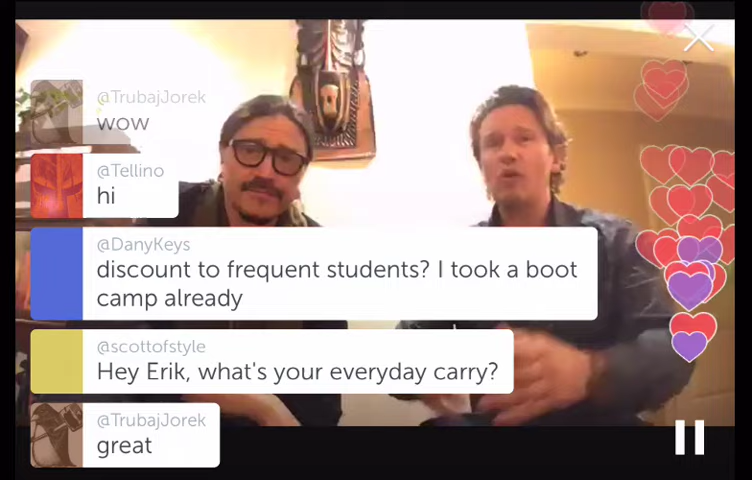 @TrubajJorek
wow
@Tellino
hi
@DanyKeys
discount to frequent students? I took a boot
camp already
@scottofstyle
Hey Erik, what's your everyday carry?
@TrubajJorek
great